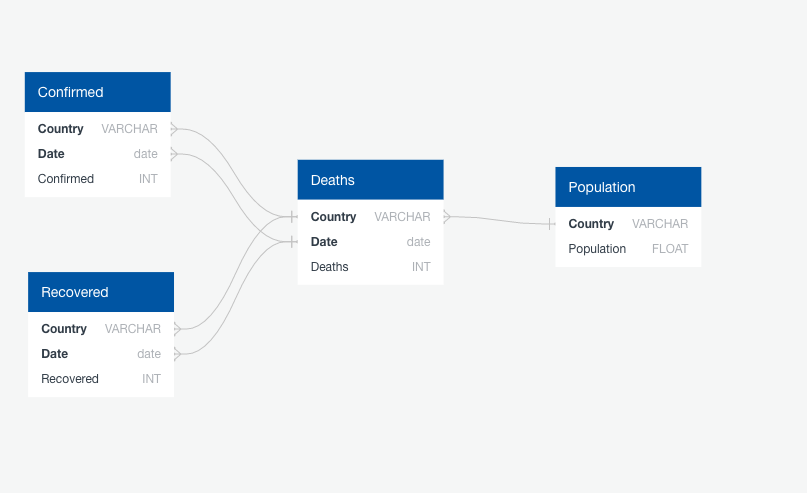 Confirmed
Country VARCHAR
Date date
Confirmed INT
Recovered
Country VARCHAR
Date date
Recovered INT
Deaths
Country VARCHAR
Date date
Deaths INT
Population
Country VARCHAR
Population FLOAT